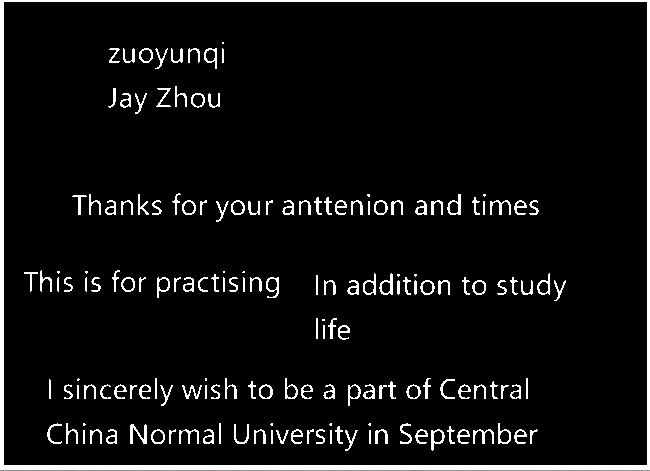 zuoyunqi
Jay Zhou
Thanks for your anttenion and times
This is for practising
In addition to study
life
I sincerely wish to be a part of Central
China Normal University in September